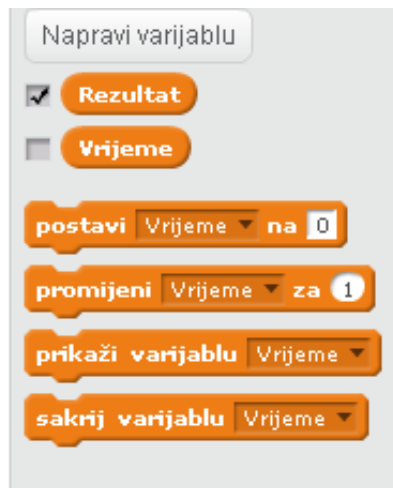 Napravi varijablu
Rezultat
Vrijeme
postavi Vrijeme na 0
promijeni Vrijeme za 1
prikaži varijablu Vrijeme
sakrij varijablu Vrijeme